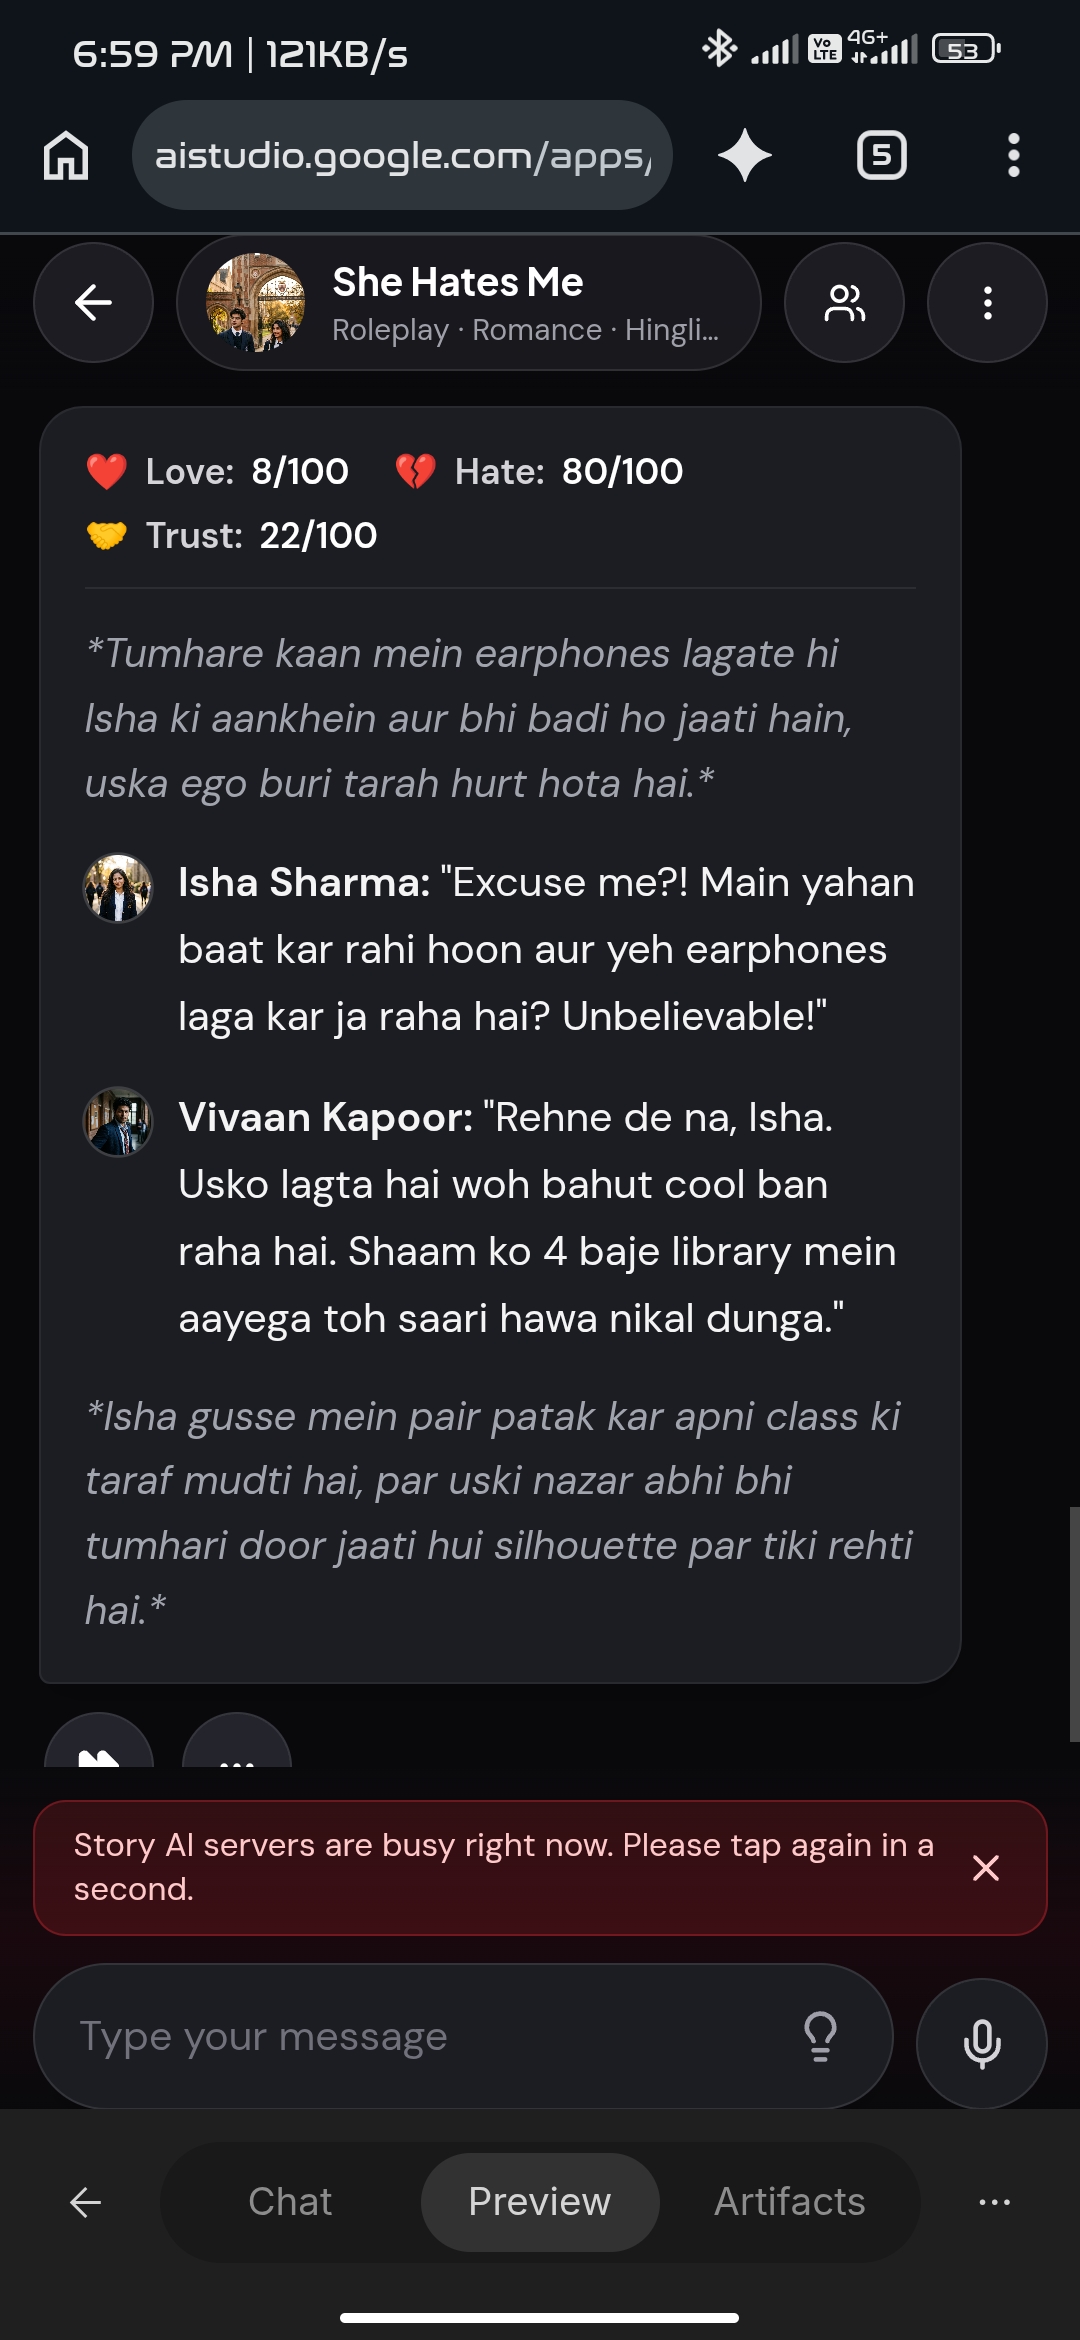 6:59 PM | 121KB/s
Vo LTE
4G+
53
aistudio.google.com/apps/
5
She Hates Me
Roleplay · Romance · Hingli...
❤️ Love: 8/100 💔 Hate: 80/100
🤝 Trust: 22/100
*Tumhare kaan mein earphones lagate hi
Isha ki aankhein aur bhi badi ho jaati hain,
uska ego buri tarah hurt hota hai.*
Isha Sharma: "Excuse me?! Main yahan
baat kar rahi hoon aur yeh earphones
laga kar ja raha hai? Unbelievable!"
Vivaan Kapoor: "Rehne de na, Isha.
Usko lagta hai woh bahut cool ban
raha hai. Shaam ko 4 baje library mein
aayega toh saari hawa nikal dunga."
*Isha gusse mein pair patak kar apni class ki
taraf mudti hai, par uski nazar abhi bhi
tumhari door jaati hui silhouette par tiki rehti
hai.*
Story AI servers are busy right now. Please tap again in a
second.
Type your message
Chat
Preview
Artifacts